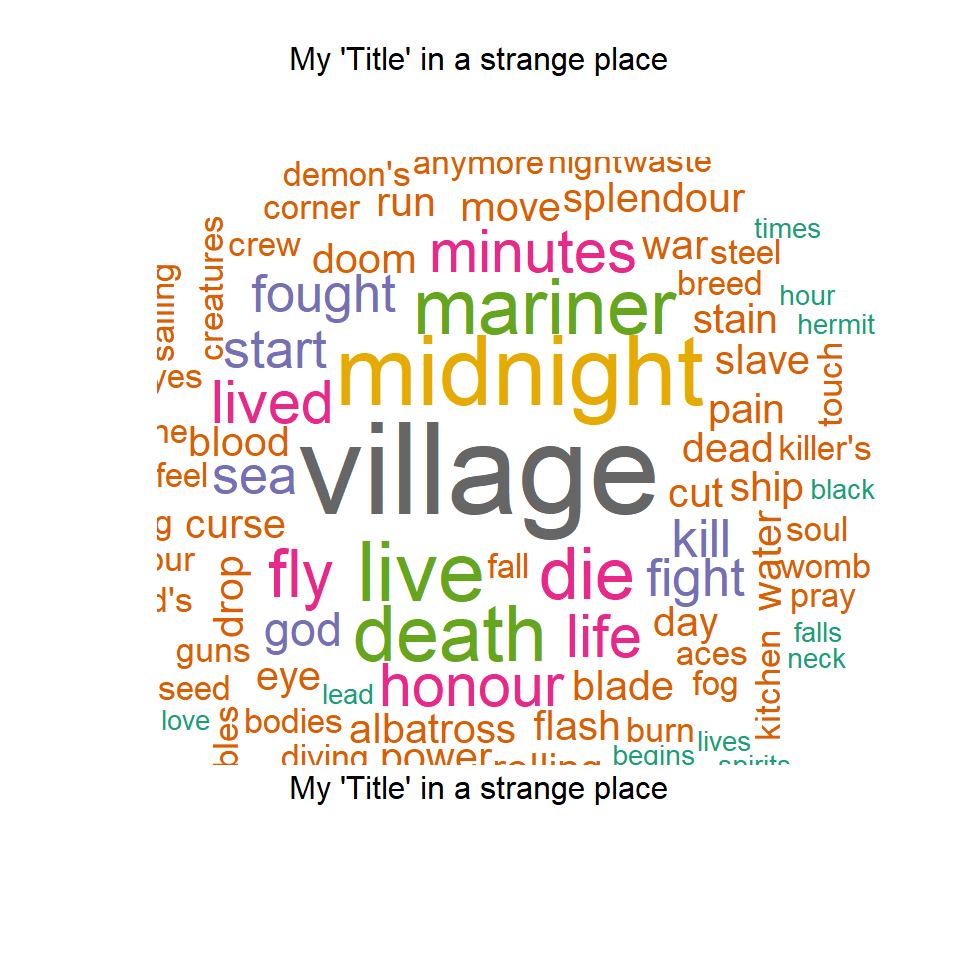 My 'Title' in a strange place
demon's anymore nightwaste
corner run move splendour
times
creatures crew doom minutes war steel
sailing fought mariner breed hour
stain hermit
start midnight slave touch
lived pain
blood dead killer's
feel sea village cut ship black
curse kill water soul
fly live fall die fight womb
drop pray
god death life day falls
guns aces kitchen neck
seed eye lead honour blade fog
love bodies albatross flash burn lives
diving power rolling begins spirits
My 'Title' in a strange place